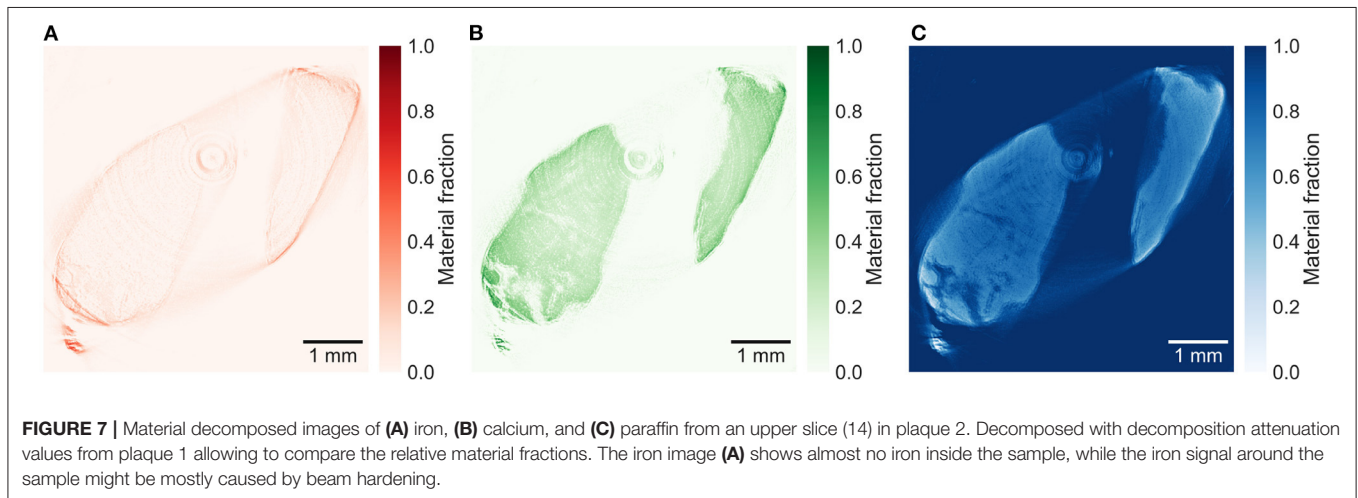 A
B
C
1.0
0.8
0.6
0.4
0.2
0.0
Material fraction
1 mm
1.0
0.8
0.6
0.4
0.2
0.0
Material fraction
1 mm
1.0
0.8
0.6
0.4
0.2
0.0
Material fraction
1 mm
FIGURE 7 | Material decomposed images of (A) iron, (B) calcium, and (C) paraffin from an upper slice (14) in plaque 2. Decomposed with decomposition attenuation
values from plaque 1 allowing to compare the relative material fractions. The iron image (A) shows almost no iron inside the sample, while the iron signal around the
sample might be mostly caused by beam hardening.